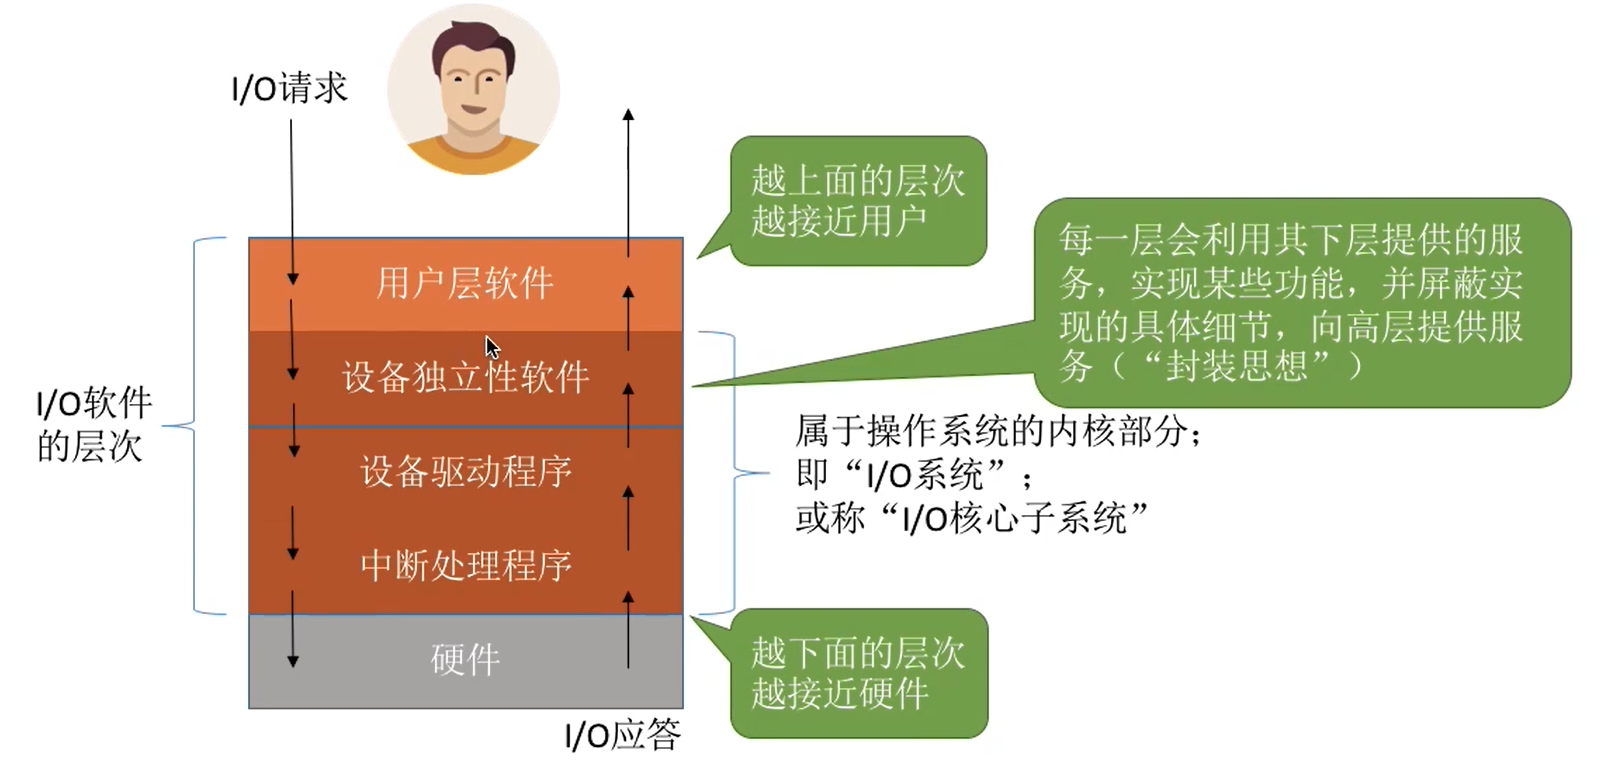 I/O请求
越上面的层次
越接近用户
每一层会利用其下层提供的服
务，实现某些功能，并屏蔽实
现的具体细节，向高层提供服
务（“封装思想”）
用户层软件
设备独立性软件
I/O软件
的层次
属于操作系统的内核部分；
即“I/O系统”；
或称“I/O核心子系统”
设备驱动程序
中断处理程序
硬件
越下面的层次
越接近硬件
I/O应答